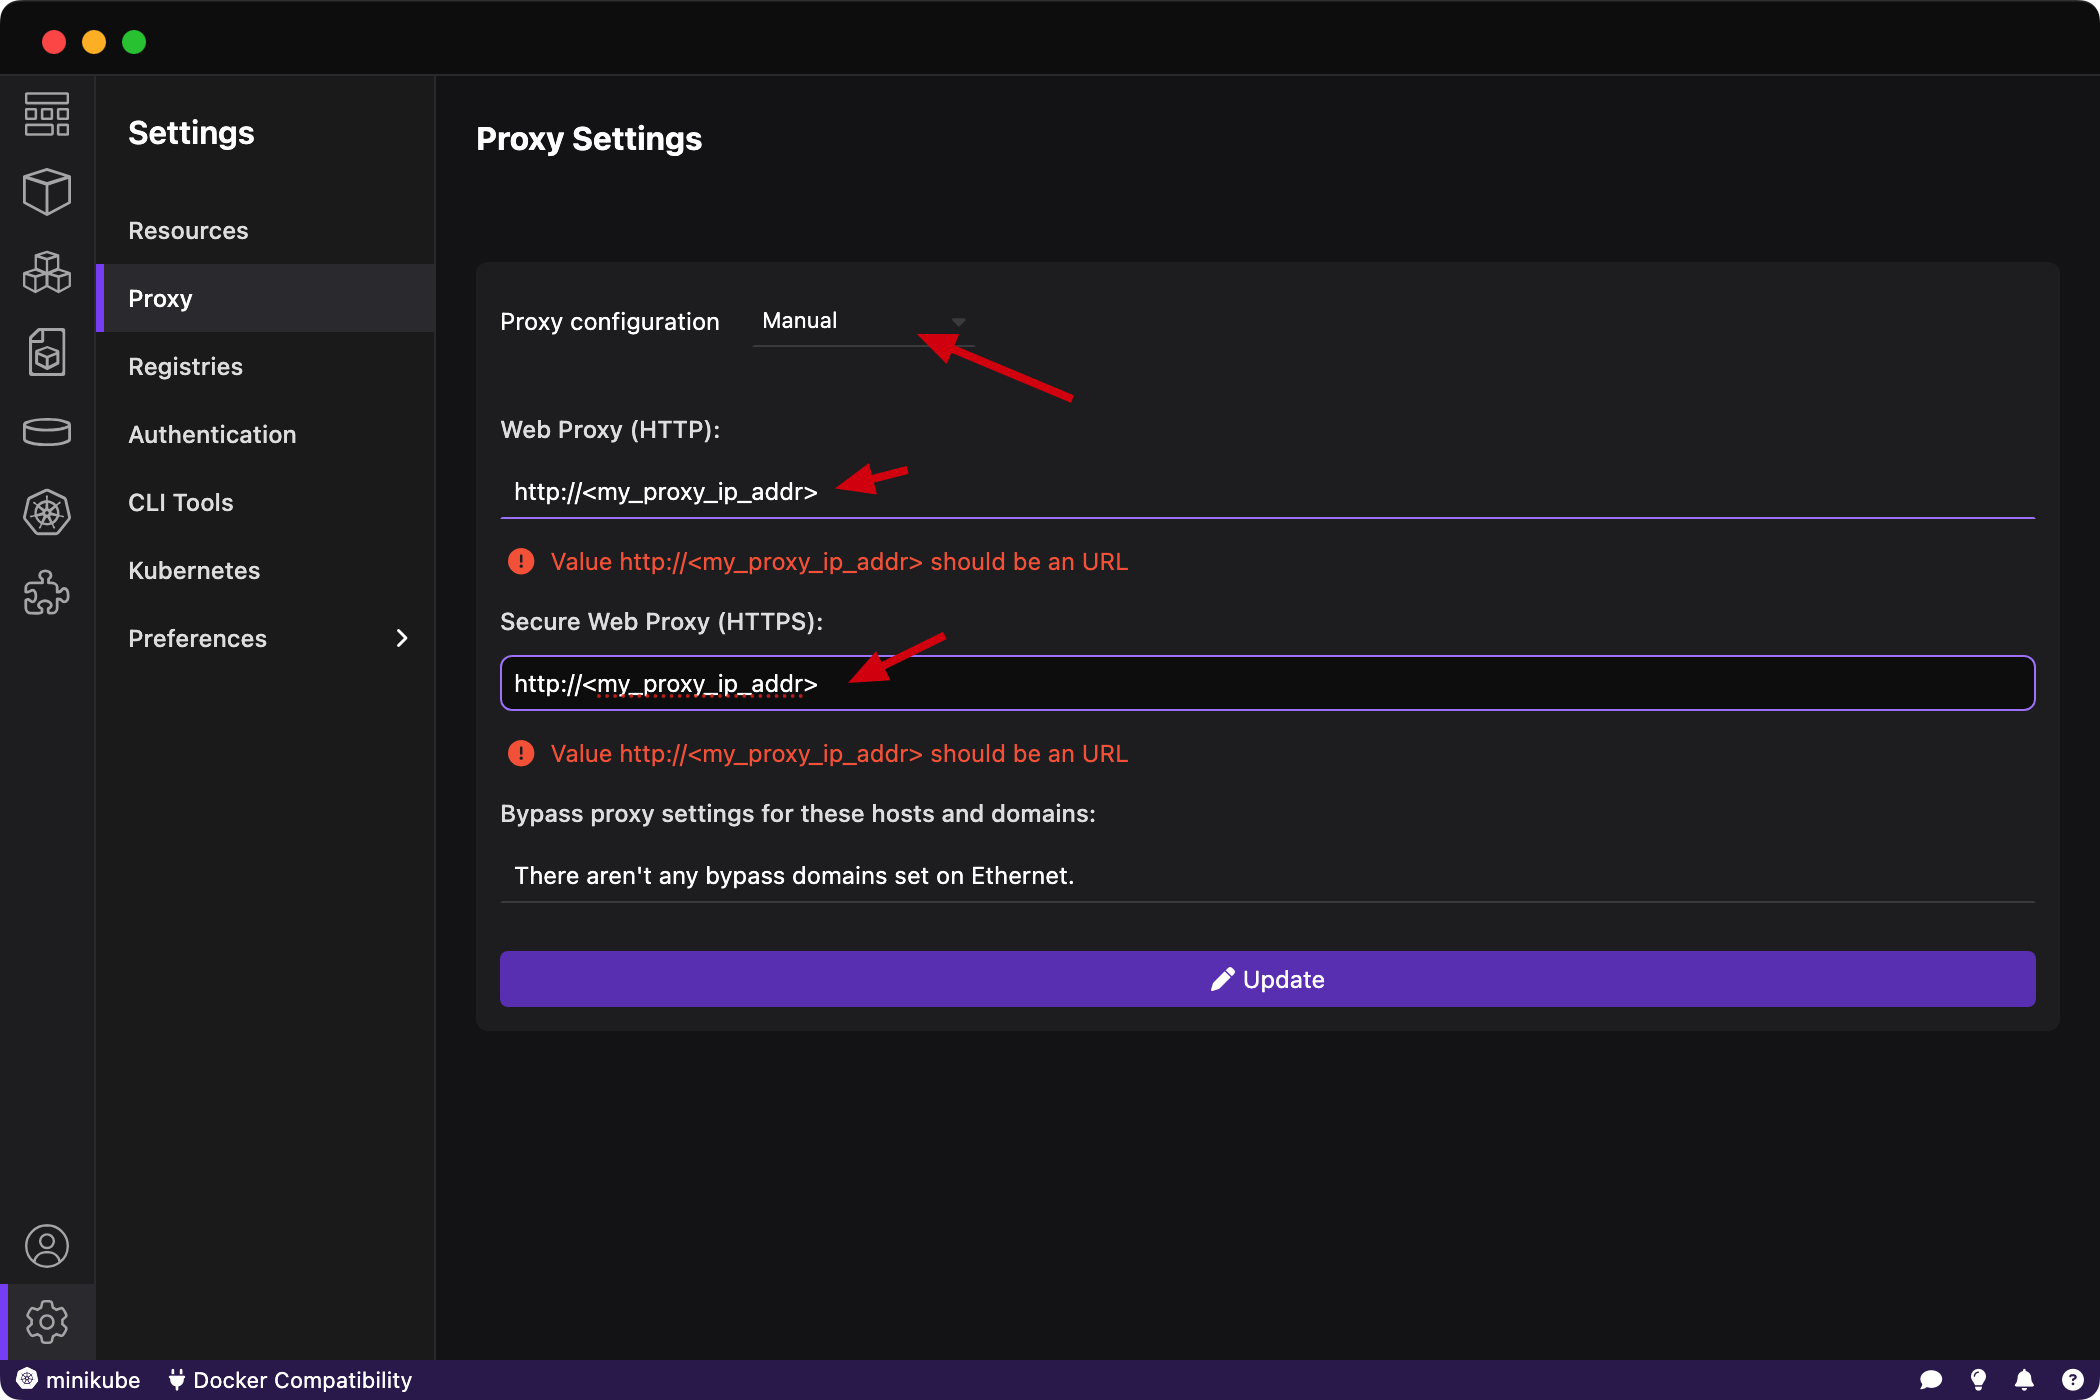 Settings
Resources
Proxy
Registries
Authentication
CLI Tools
Kubernetes
Preferences
Proxy Settings
Proxy configuration Manual
Web Proxy (HTTP):
http://<my_proxy_ip_addr>
Value http://<my_proxy_ip_addr> should be an URL
Secure Web Proxy (HTTPS):
http://<my_proxy_ip_addr>
Value http://<my_proxy_ip_addr> should be an URL
Bypass proxy settings for these hosts and domains:
There aren't any bypass domains set on Ethernet.
Update
minikube Docker Compatibility